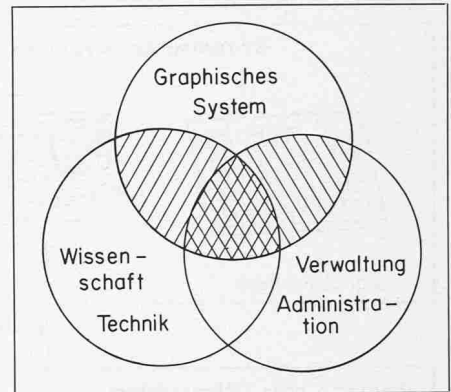 Graphisches
System
Wissen-
schaft
Technik
Verwaltung
Administra-
tion